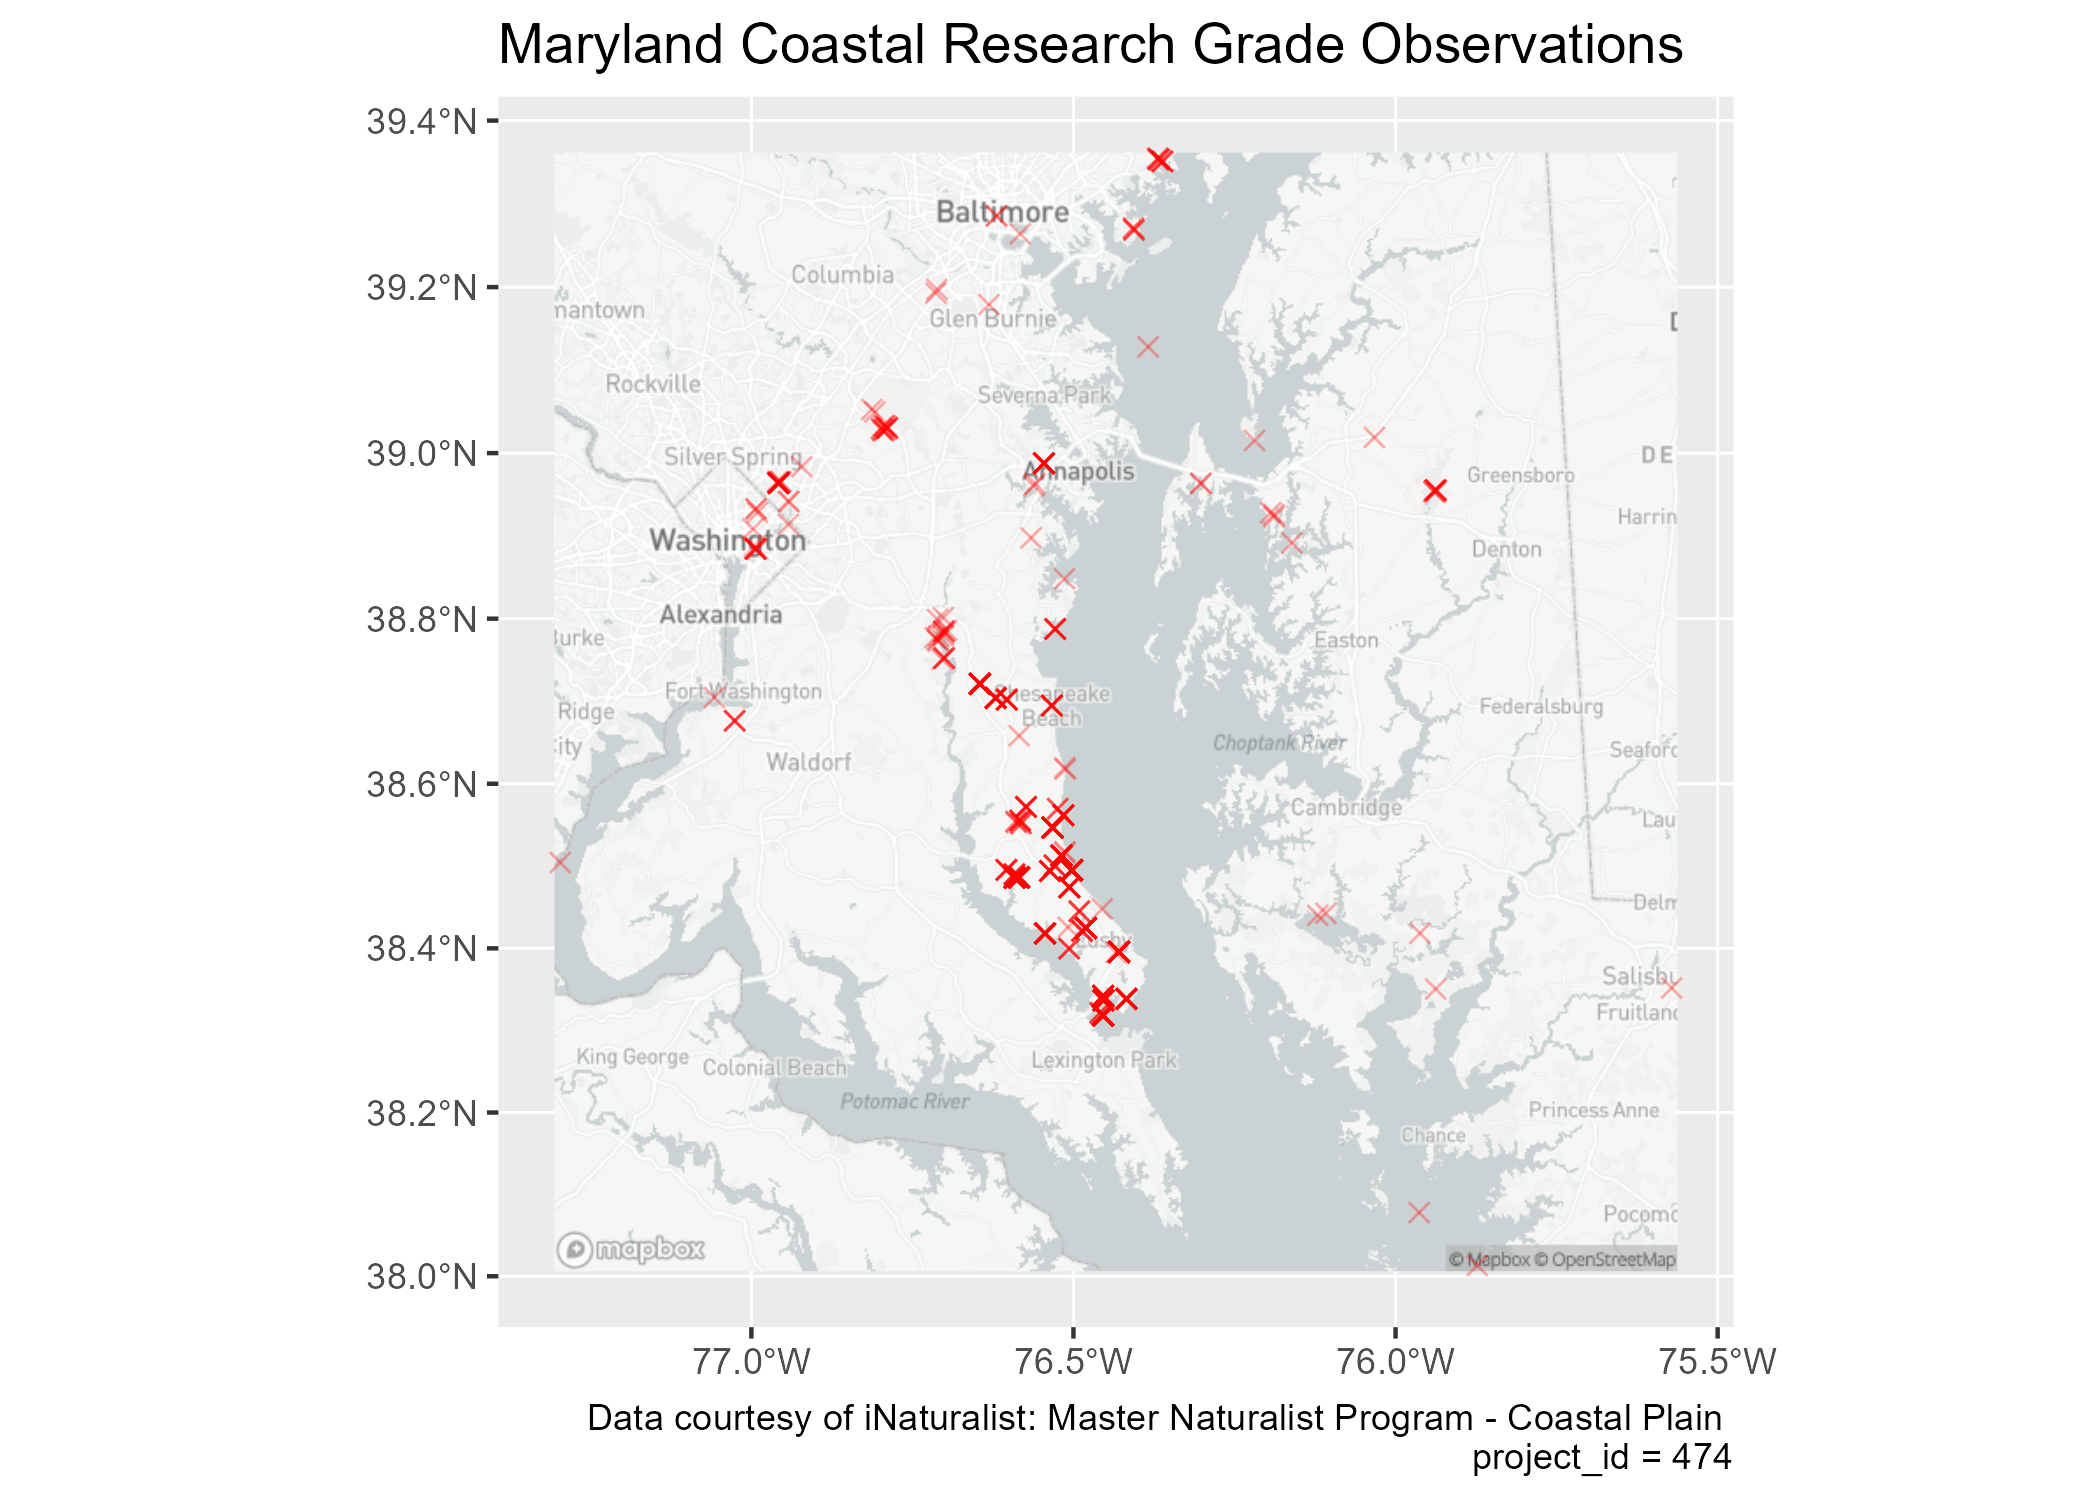 Maryland Coastal Research Grade Observations
39.4°N
39.2°N
39.0°N
38.8°N
38.6°N
38.4°N
38.2°N
38.0°N
Baltimore
Columbia
mantown
Glen Burnie
Rockville
Severna Park
Silver Spring
Annapolis
DE
Greensboro
Harrin
Washington
Denton
Alexandria
Burke
Easton
Fort Washington
Chesapeake
Beach
Ridge
Federalsburg
City
Choptank River
Seaford
Waldorf
Cambridge
Lau
Delm
Lusby
Salisbu
Fruitland
King George
Colonial Beach
Lexington Park
Potomac River
Princess Anne
Chance
Pocomo
mapbox
© Mapbox © OpenStreetMap
77.0°W
76.5°W
76.0°W
75.5°W
Data courtesy of iNaturalist: Master Naturalist Program - Coastal Plain
project_id = 474